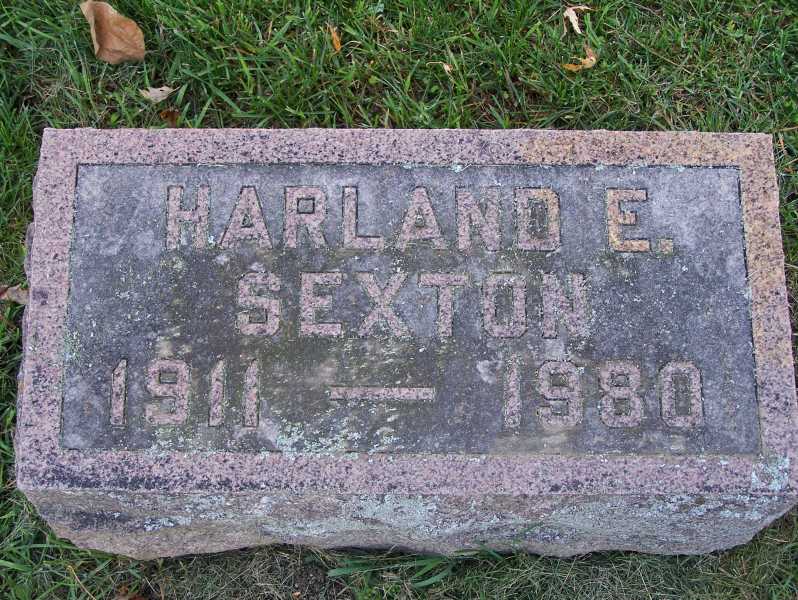 HARLAND E.
SEXTON
1911 — 1980